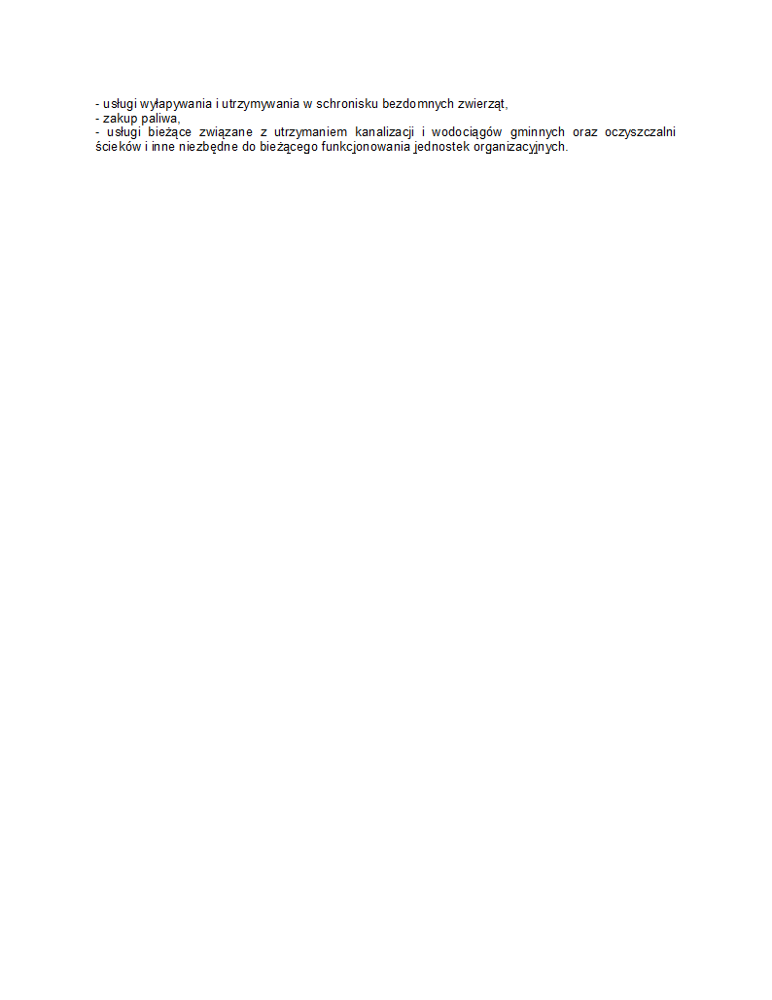 - usługi wyłapywania i utrzymywania w schronisku bezdomnych zwierząt,
- zakup paliwa,
- usługi bieżące związane z utrzymaniem kanalizacji i wodociągów gminnych oraz oczyszczalni
ścieków i inne niezbędne do bieżącego funkcjonowania jednostek organizacyjnych.